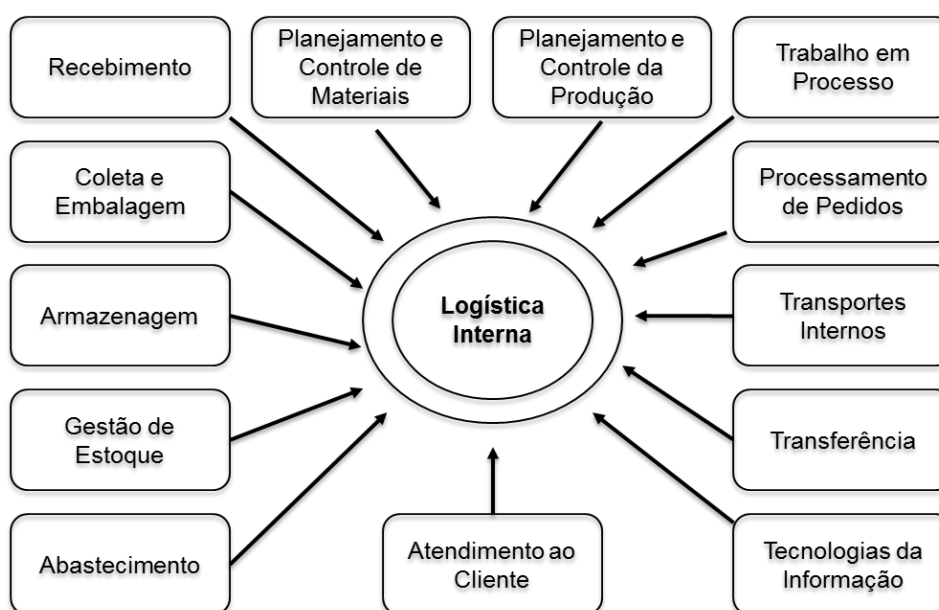 Recebimento
Planejamento e
Controle de
Materiais
Planejamento e
Controle da
Produção
Trabalho em
Processo
Coleta e
Embalagem
Processamento
de Pedidos
Armazenagem
Logística
Interna
Transportes
Internos
Gestão de
Estoque
Transferência
Abastecimento
Atendimento ao
Cliente
Tecnologias da
Informação